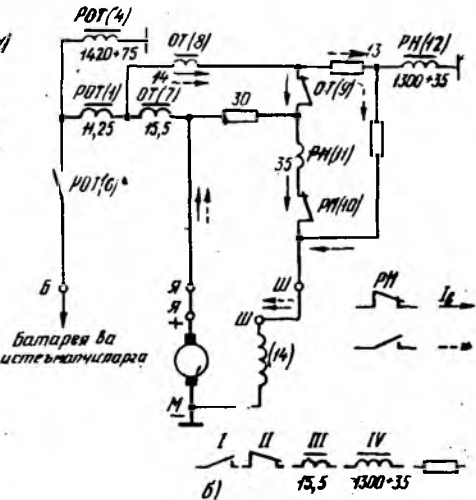 РОТ(4)
1420+75
РОТ(1)
11,25
ОТ(7)
15,5
ОТ(8)
14
30
ОТ(9)
13
РН(12)
1300+35
35
РН(11)
РН(10)
РОТ(6)
Б
Я
Я
+
Ш
Ш
(14)
М
Батарея ва
истеъмолчиларга
РН
Iв
I II III IV
15,5 1300+35
б)